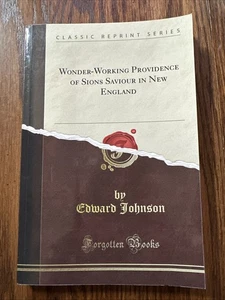 CLASSIC REPRINT SERIES
WONDER-WORKING PROVIDENCE
OF SIONS SAVIOUR IN NEW
ENGLAND
by
Edward Johnson
Forgotten Books